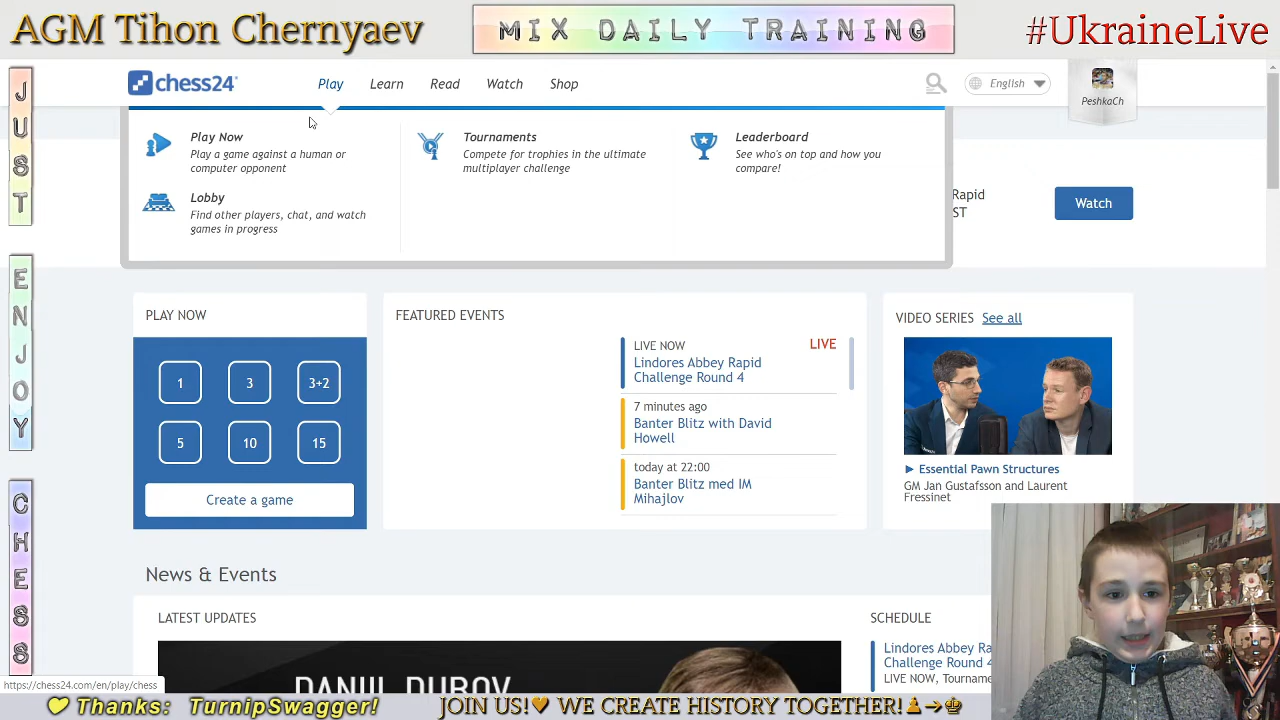 AGM Tihon Chernyaev
MIX DAILY TRAINING
#UkraineLive
JUST
ENJOY
CHESS
chess24
Play
Learn
Read
Watch
Shop
English
PeshkaCh
Play Now
Play a game against a human or
computer opponent
Lobby
Find other players, chat, and watch
games in progress
Tournaments
Compete for trophies in the ultimate
multiplayer challenge
Leaderboard
See who's on top and how you
compare!
Rapid
ST
Watch
PLAY NOW
1
3
3+2
5
10
15
Create a game
FEATURED EVENTS
LIVE NOW
LIVE
Lindores Abbey Rapid
Challenge Round 4
7 minutes ago
Banter Blitz with David
Howell
today at 22:00
Banter Blitz med IM
Mihajlov
VIDEO SERIES
See all
Essential Pawn Structures
GM Jan Gustafsson and Laurent
Fressinet
News & Events
LATEST UPDATES
DANIIL DUBOV
SCHEDULE
Lindores Abbey Ra
Challenge Round 4
LIVE NOW, Tourname
https://chess24.com/en/play/chess
Thanks: TurnipSwagger!
JOIN US! WE CREATE HISTORY TOGETHER!